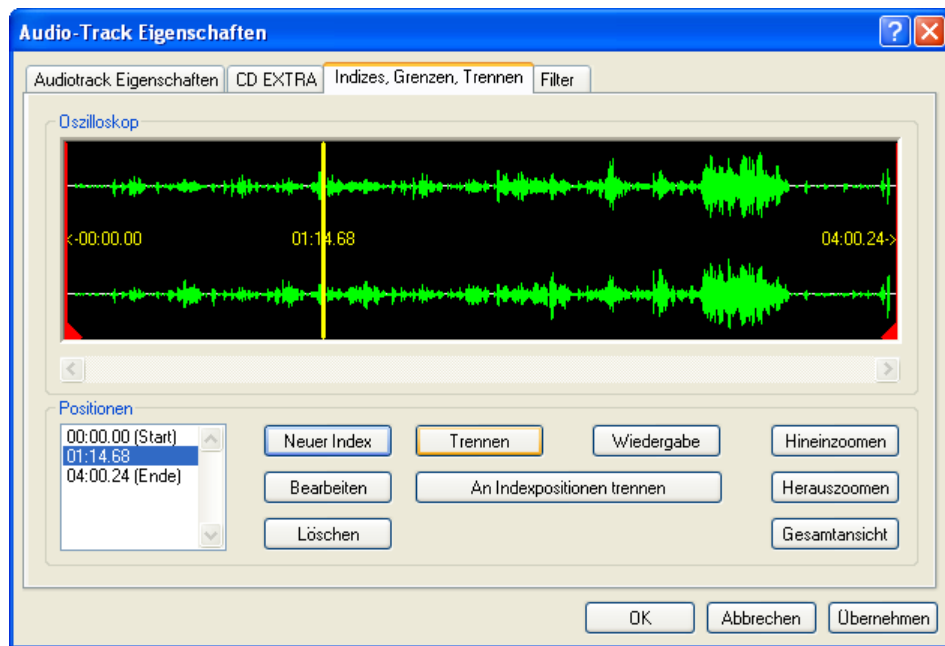 Audio-Track Eigenschaften
Audiotrack Eigenschaften CD EXTRA Indizes, Grenzen, Trennen Filter
Oszilloskop
<-00:00.00 01:14.68 04:00.24->
Positionen
00:00.00 (Start)
01:14.68
04:00.24 (Ende)
Neuer Index Trennen Wiedergabe Hineinzoomen
Bearbeiten An Indexpositionen trennen Herauszoomen
Löschen Gesamtansicht
OK Abbrechen Übernehmen